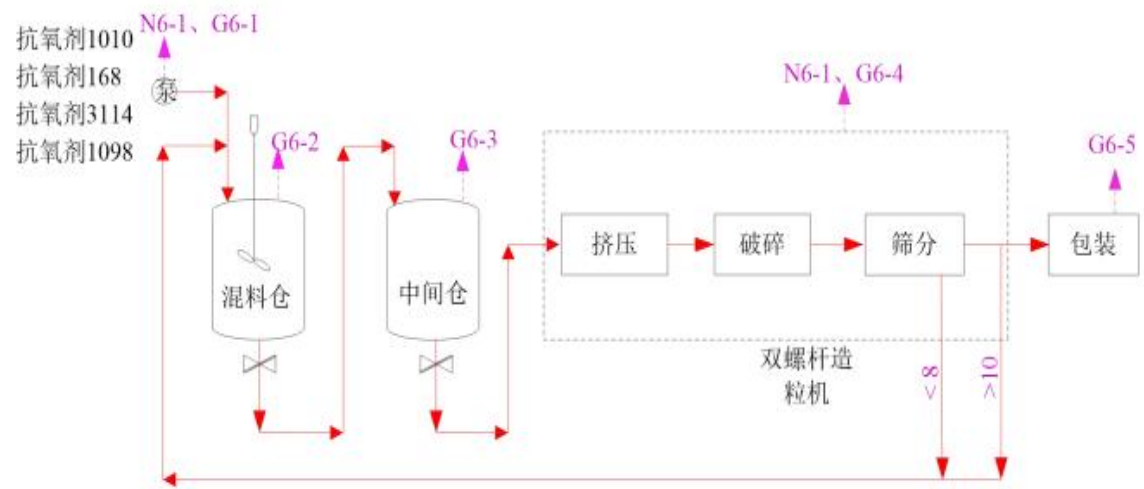 抗氧剂1010
抗氧剂168
抗氧剂3114
抗氧剂1098
N6-1、G6-1
泵
G6-2
混料仓
G6-3
中间仓
N6-1、G6-4
挤压
破碎
筛分
双螺杆造
粒机
<8
>10
G6-5
包装